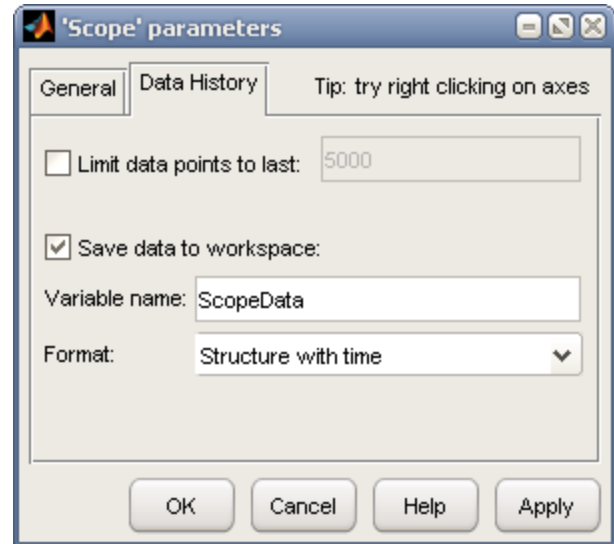 'Scope' parameters
General
Data History
Tip: try right clicking on axes
Limit data points to last: 5000
Save data to workspace:
Variable name: ScopeData
Format: Structure with time
OK Cancel Help Apply